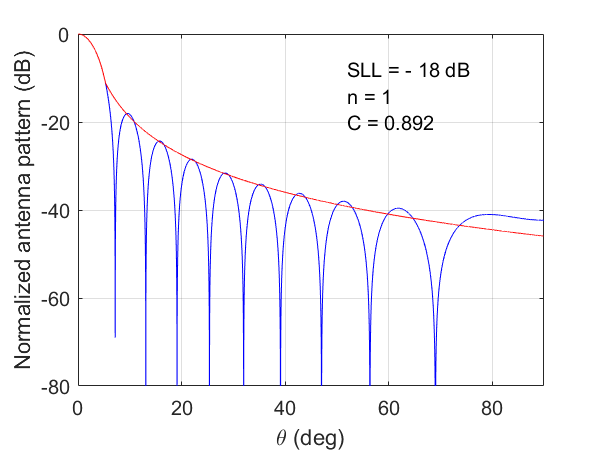 0
SLL = - 18 dB
n = 1
C = 0.892
-20
-40
-60
-80
0 20 40 60 80
Normalized antenna pattern (dB)
θ (deg)